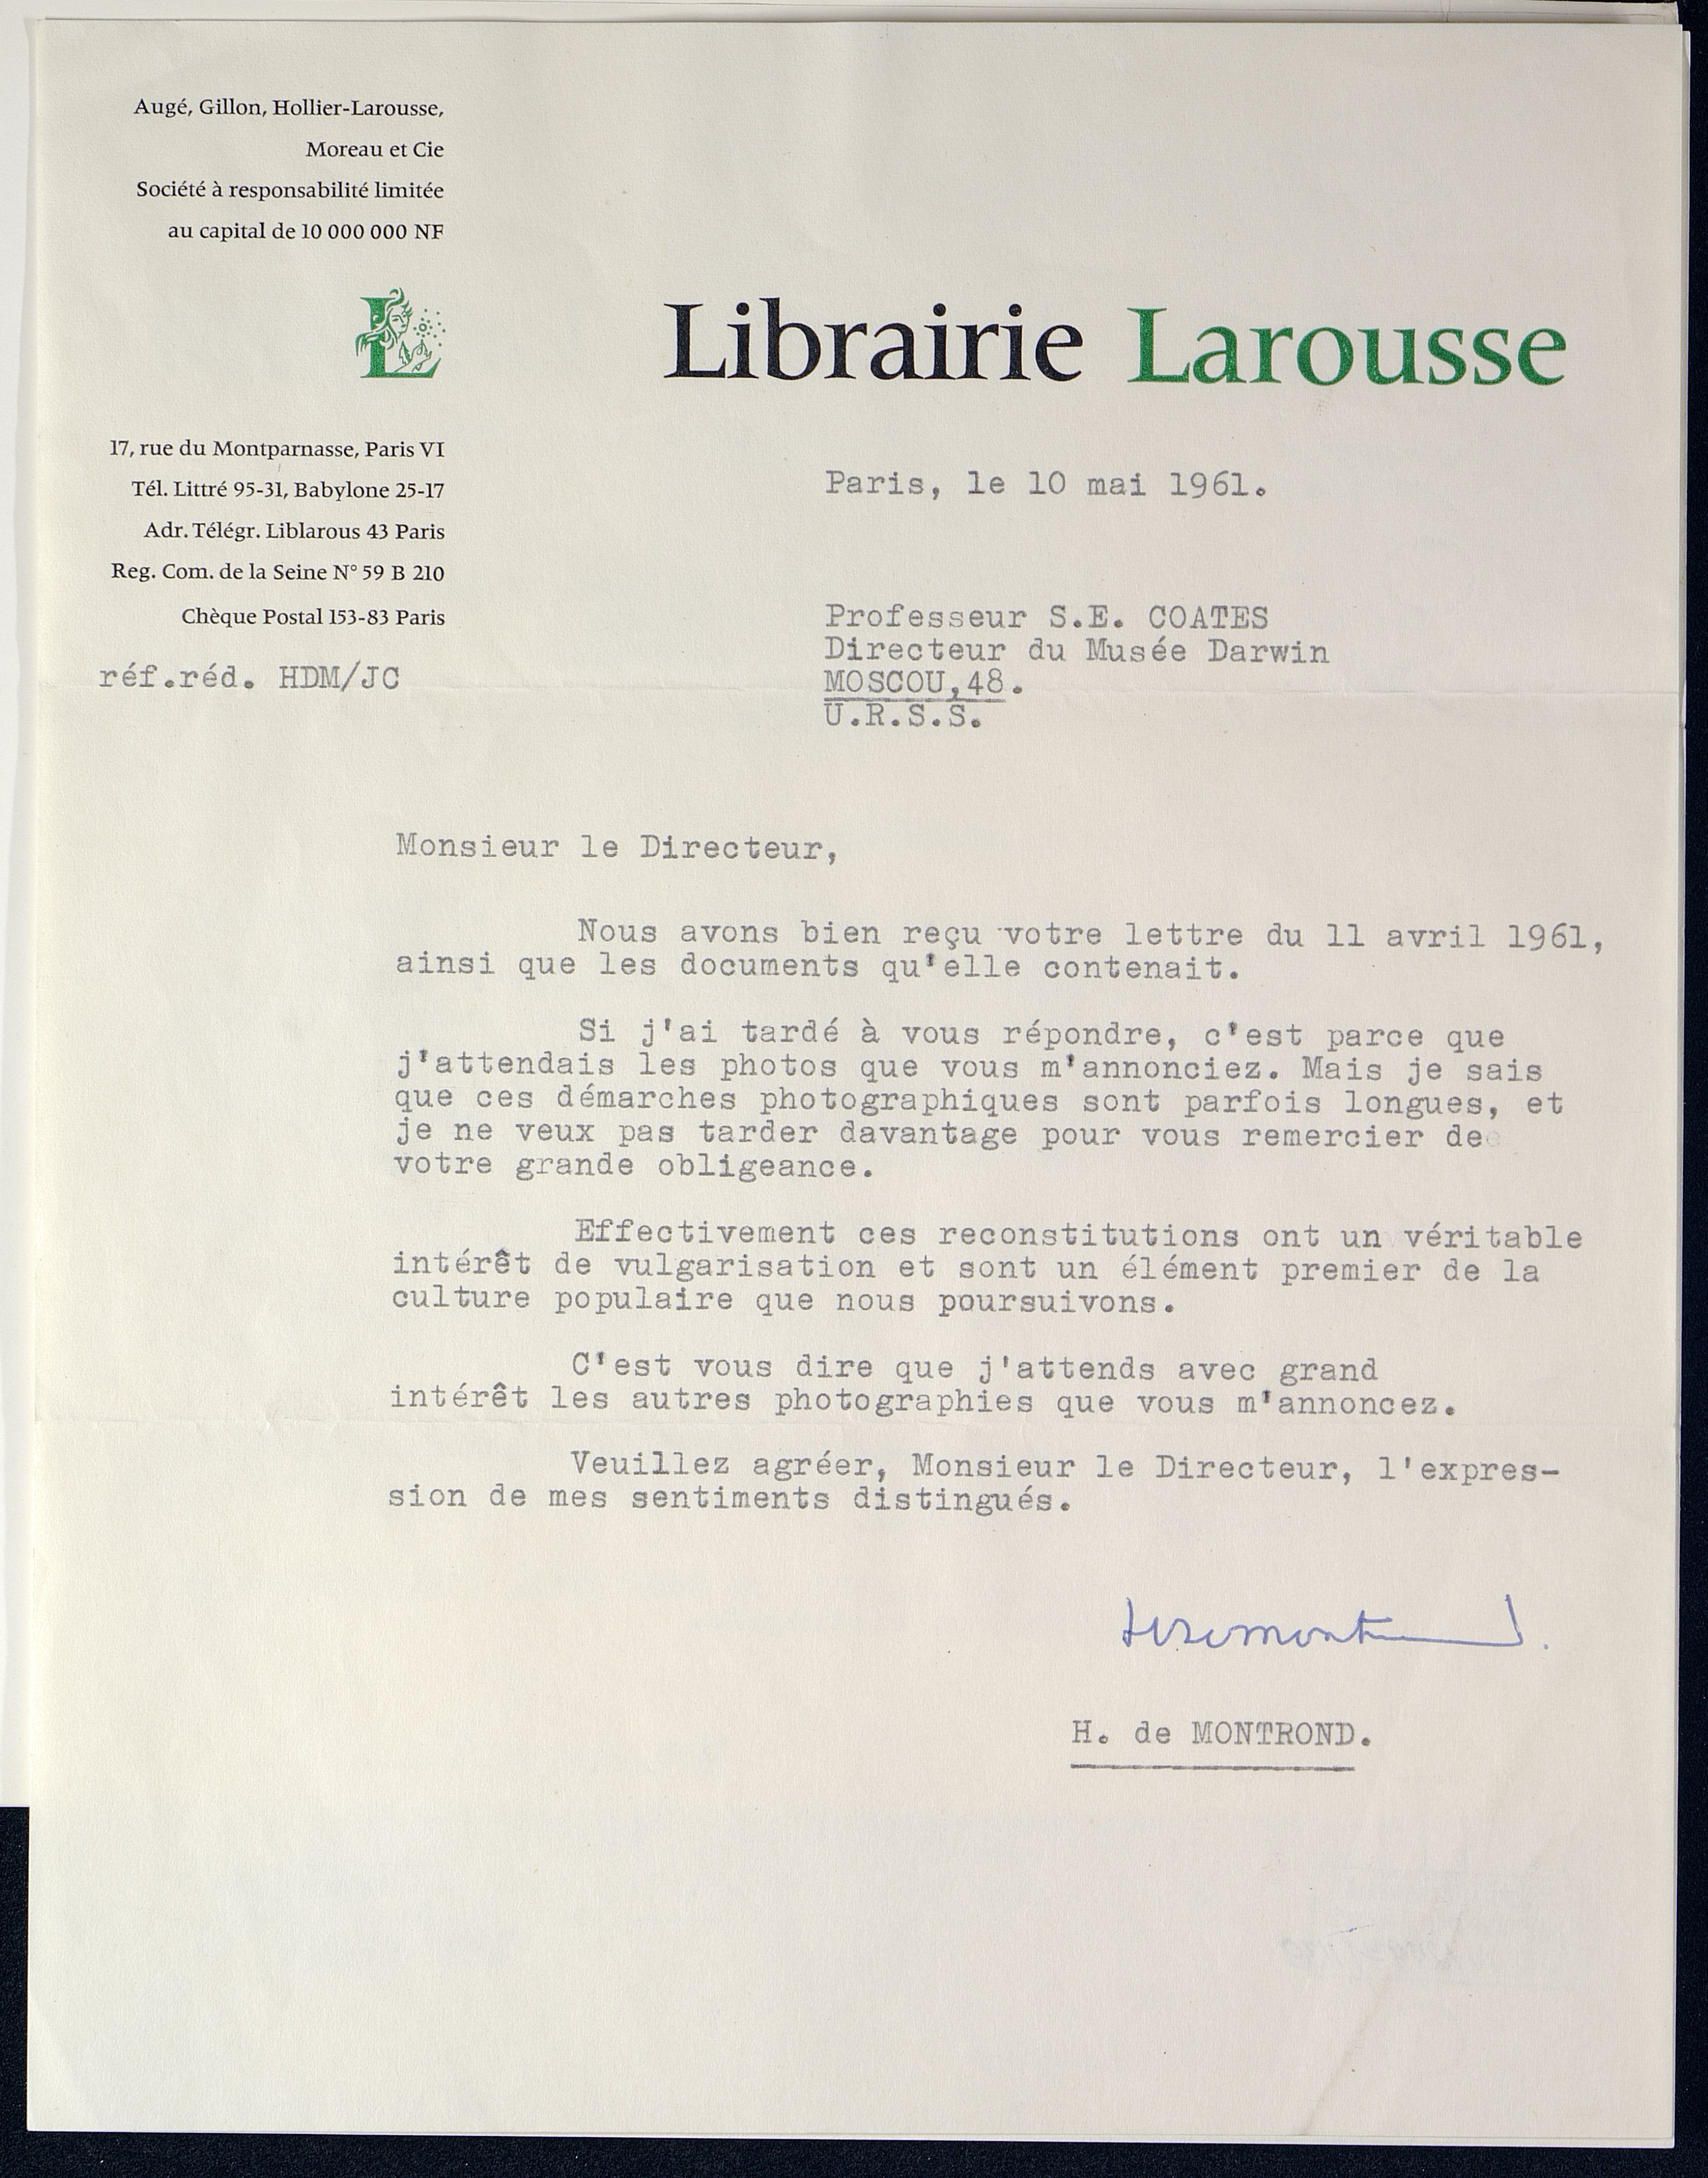 Augé, Gillon, Hollier-Larousse,
Moreau et Cie
Société à responsabilité limitée
au capital de 10 000 000 NF
Librairie Larousse
17, rue du Montparnasse, Paris VI
Tél. Littré 95-31, Babylone 25-17
Adr. Télégr. Liblarous 43 Paris
Reg. Com. de la Seine N° 59 B 210
Chèque Postal 153-83 Paris
réf.réd. HDM/JC
Paris, le 10 mai 1961.
Professeur S.E. COATES
Directeur du Musée Darwin
MOSCOU,48.
U.R.S.S.
Monsieur le Directeur,
Nous avons bien reçu votre lettre du 11 avril 1961,
ainsi que les documents qu'elle contenait.
Si j'ai tardé à vous répondre, c'est parce que
j'attendais les photos que vous m'annonciez. Mais je sais
que ces démarches photographiques sont parfois longues, et
je ne veux pas tarder davantage pour vous remercier de
votre grande obligeance.
Effectivement ces reconstitutions ont un véritable
intérêt de vulgarisation et sont un élément premier de la
culture populaire que nous poursuivons.
C'est vous dire que j'attends avec grand
intérêt les autres photographies que vous m'annoncez.
Veuillez agréer, Monsieur le Directeur, l'expres-
sion de mes sentiments distingués.
H. de MONTROND.